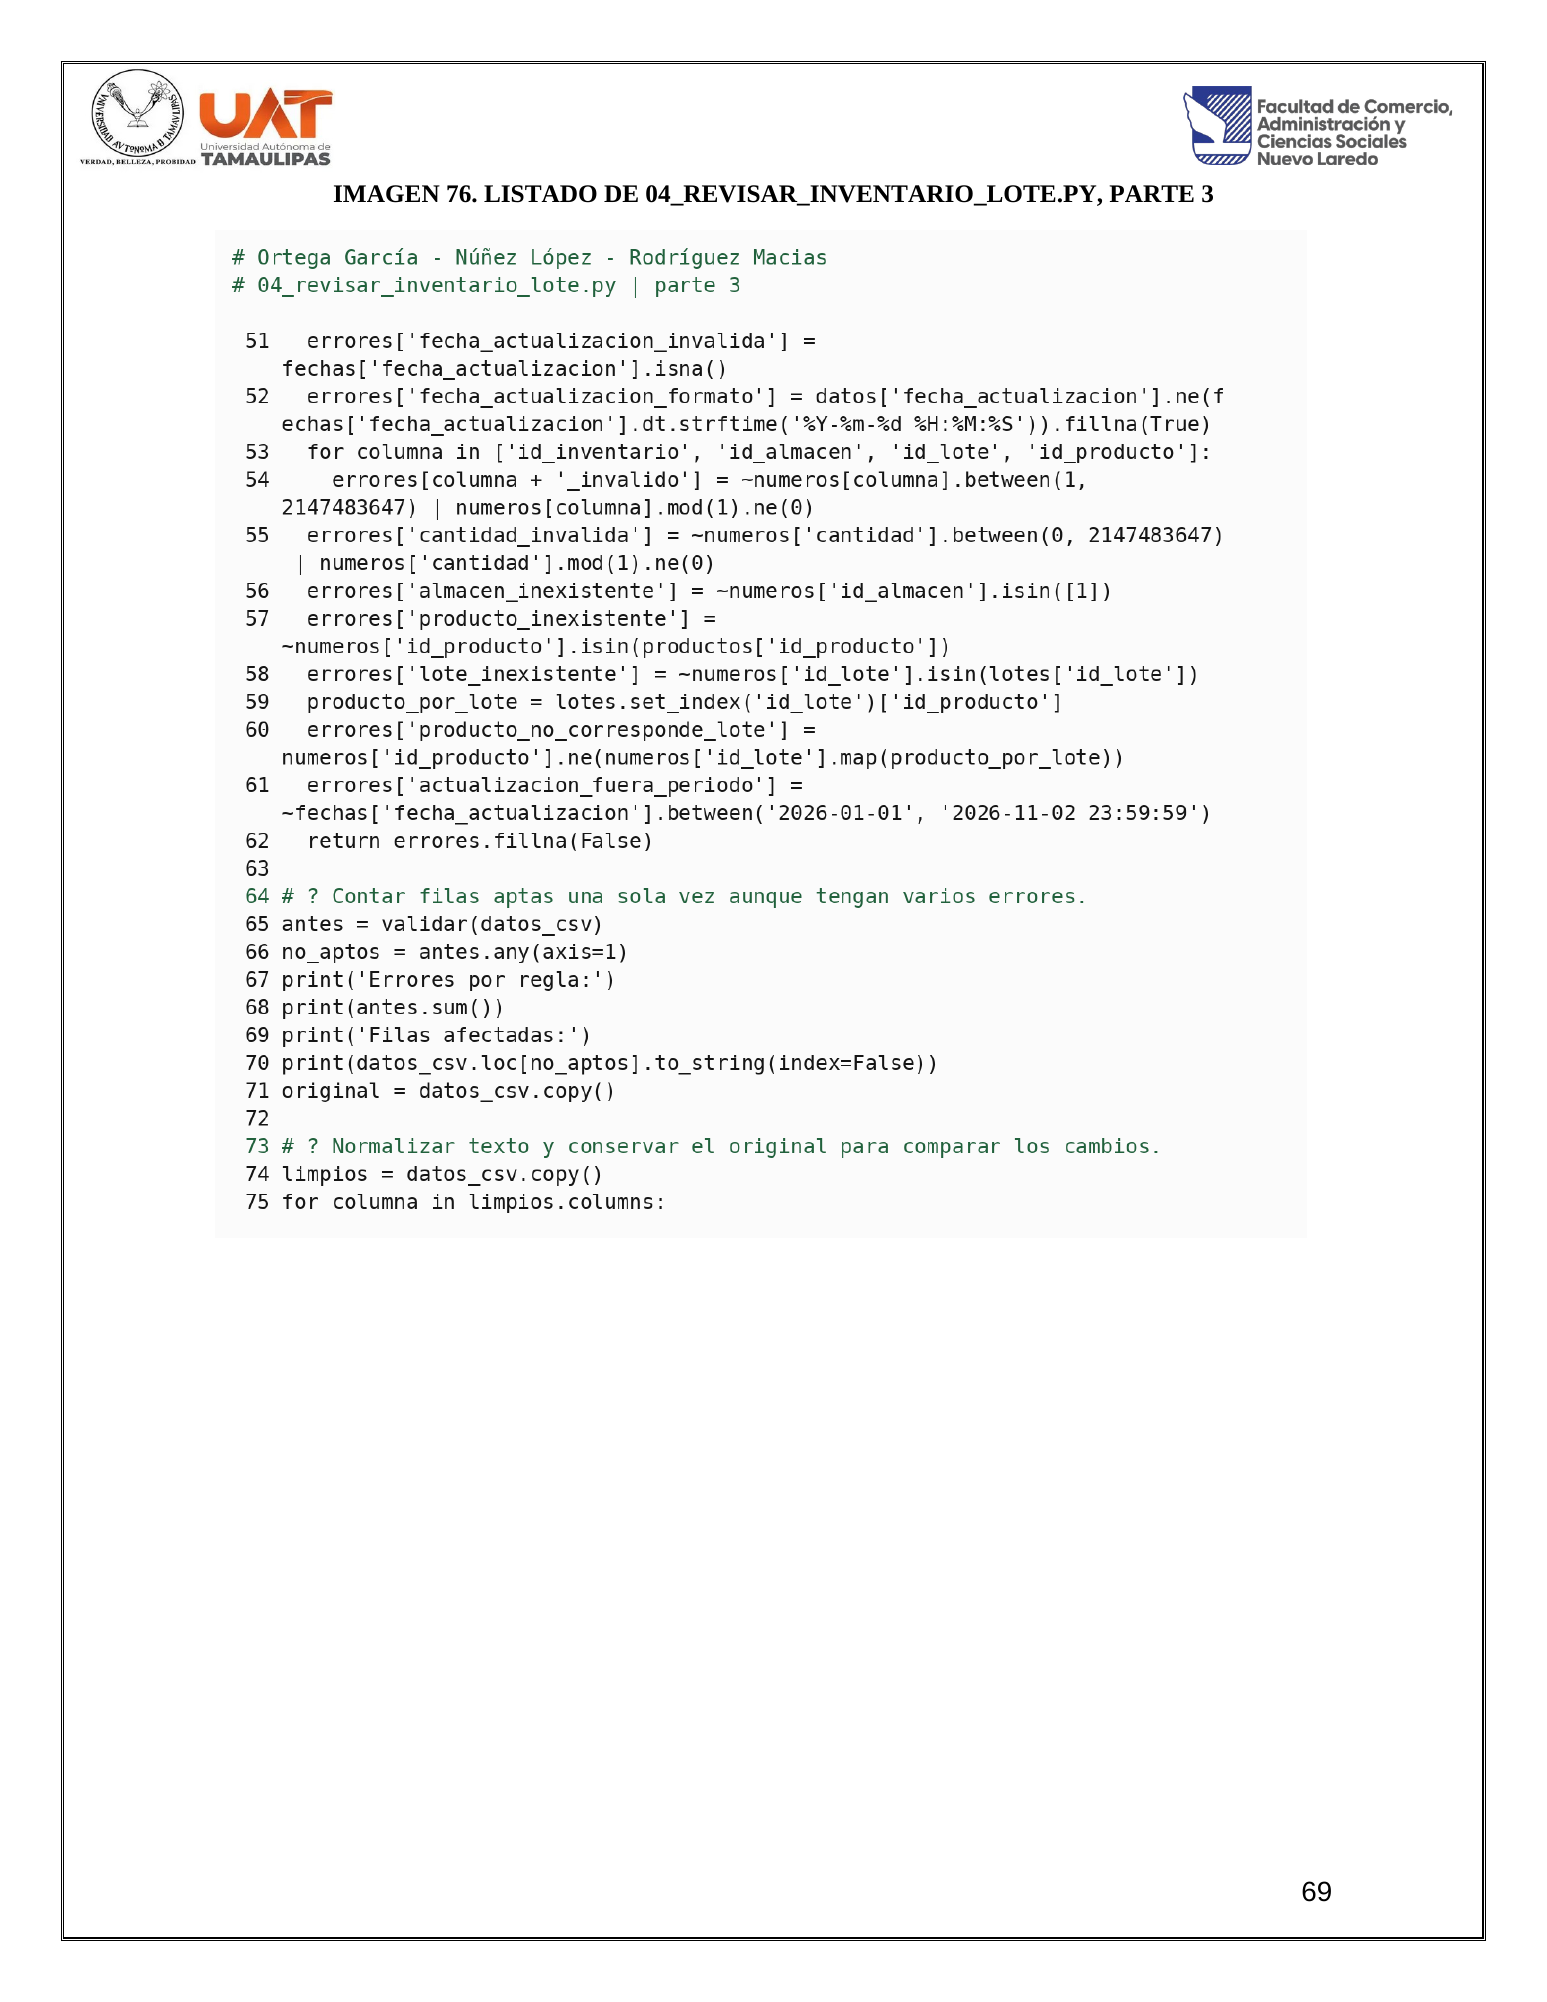 UNIVERSIDAD AVTONOMA D TAMAVLIPAS
VERDAD, BELLEZA, PROBIDAD
UAT
Universidad Autónoma de
TAMAULIPAS
Facultad de Comercio,
Administración y
Ciencias Sociales
Nuevo Laredo
IMAGEN 76. LISTADO DE 04_REVISAR_INVENTARIO_LOTE.PY, PARTE 3
# Ortega García - Núñez López - Rodríguez Macias
# 04_revisar_inventario_lote.py | parte 3
51   errores['fecha_actualizacion_invalida'] =
fechas['fecha_actualizacion'].isna()
52   errores['fecha_actualizacion_formato'] = datos['fecha_actualizacion'].ne(f
echas['fecha_actualizacion'].dt.strftime('%Y-%m-%d %H:%M:%S')).fillna(True)
53   for columna in ['id_inventario', 'id_almacen', 'id_lote', 'id_producto']:
54     errores[columna + '_invalido'] = ~numeros[columna].between(1,
2147483647) | numeros[columna].mod(1).ne(0)
55   errores['cantidad_invalida'] = ~numeros['cantidad'].between(0, 2147483647)
| numeros['cantidad'].mod(1).ne(0)
56   errores['almacen_inexistente'] = ~numeros['id_almacen'].isin([1])
57   errores['producto_inexistente'] =
~numeros['id_producto'].isin(productos['id_producto'])
58   errores['lote_inexistente'] = ~numeros['id_lote'].isin(lotes['id_lote'])
59   producto_por_lote = lotes.set_index('id_lote')['id_producto']
60   errores['producto_no_corresponde_lote'] =
numeros['id_producto'].ne(numeros['id_lote'].map(producto_por_lote))
61   errores['actualizacion_fuera_periodo'] =
~fechas['fecha_actualizacion'].between('2026-01-01', '2026-11-02 23:59:59')
62   return errores.fillna(False)
63
64 # ? Contar filas aptas una sola vez aunque tengan varios errores.
65 antes = validar(datos_csv)
66 no_aptos = antes.any(axis=1)
67 print('Errores por regla:')
68 print(antes.sum())
69 print('Filas afectadas:')
70 print(datos_csv.loc[no_aptos].to_string(index=False))
71 original = datos_csv.copy()
72
73 # ? Normalizar texto y conservar el original para comparar los cambios.
74 limpios = datos_csv.copy()
75 for columna in limpios.columns:
69